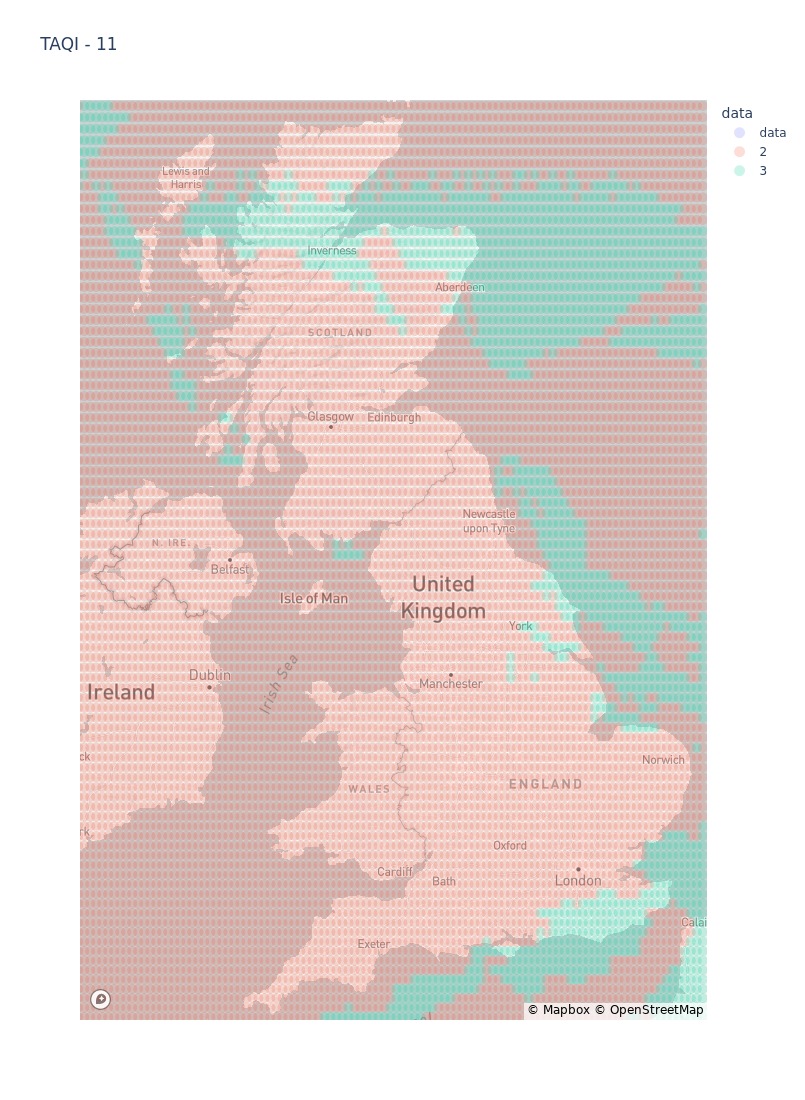 TAQI - 11
data
data
2
3
Lewis and
Harris
Inverness
Aberdeen
SCOTLAND
Glasgow
Edinburgh
Newcastle
upon Tyne
N. IRE.
Belfast
United
Kingdom
Isle of Man
York
Dublin
Manchester
Ireland
Irish Sea
ck
Norwich
WALES
ENGLAND
rk
Oxford
Cardiff
Bath
London
Calai
Exeter
© Mapbox © OpenStreetMap